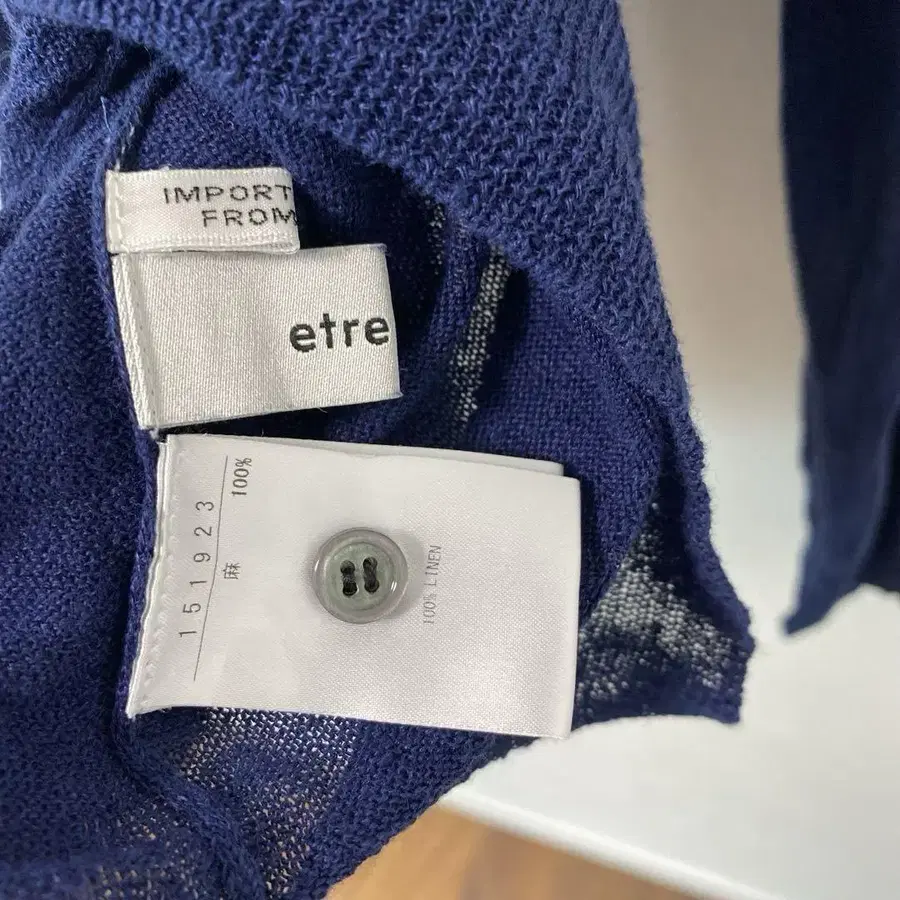 IMPORT
FROM
etre
151923
麻 100%
100% LINEN